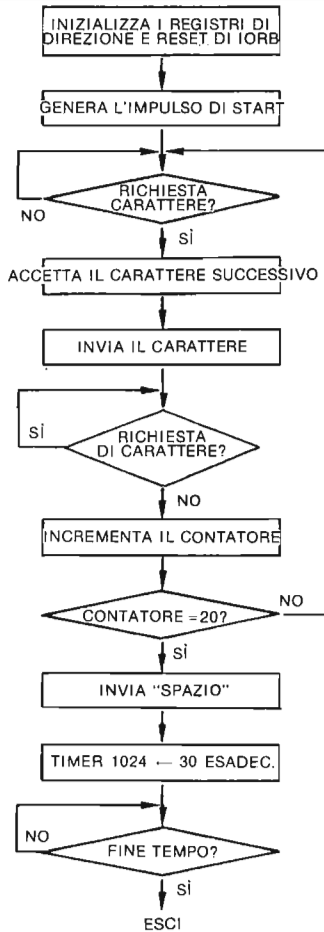 INIZIALIZZA I REGISTRI DI
DIREZIONE E RESET DI IORB
GENERA L'IMPULSO DI START
RICHIESTA
CARATTERE?
NO
SÌ
ACCETTA IL CARATTERE SUCCESSIVO
INVIA IL CARATTERE
RICHIESTA
DI CARATTERE?
SÌ
NO
INCREMENTA IL CONTATORE
CONTATORE =20?
NO
SÌ
INVIA "SPAZIO"
TIMER 1024 ← 30 ESADEC.
NO
FINE TEMPO?
SÌ
ESCI